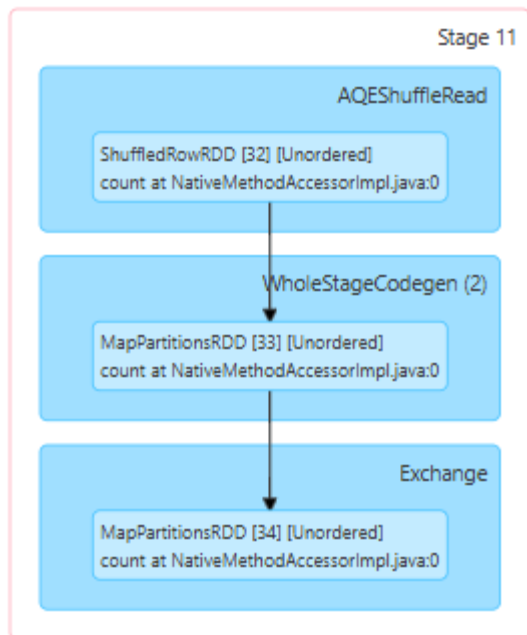 Stage 11
AQEShuffleRead
ShuffledRowRDD [32] [Unordered]
count at NativeMethodAccessorImpl.java:0
WholeStageCodegen (2)
MapPartitionsRDD [33] [Unordered]
count at NativeMethodAccessorImpl.java:0
Exchange
MapPartitionsRDD [34] [Unordered]
count at NativeMethodAccessorImpl.java:0